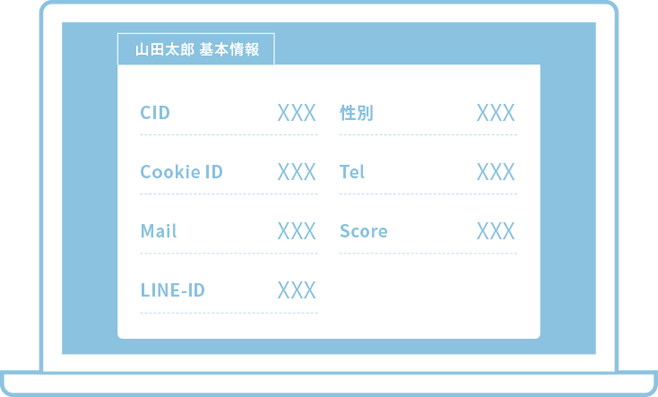 山田太郎 基本情報
CID XXX
性別 XXX
Cookie ID XXX
Tel XXX
Mail XXX
Score XXX
LINE-ID XXX